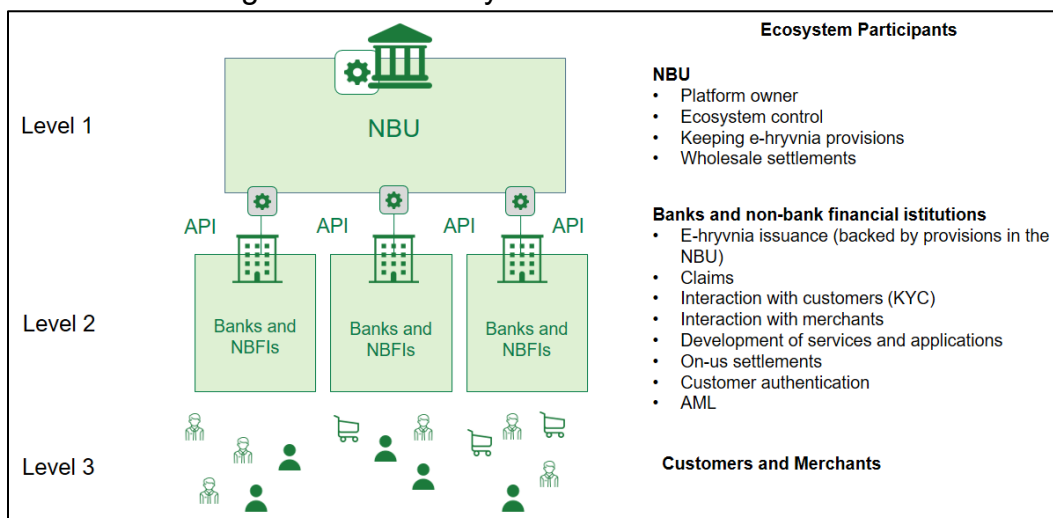 Ecosystem Participants
Level 1
NBU
NBU
• Platform owner
• Ecosystem control
• Keeping e-hryvnia provisions
• Wholesale settlements
API
API
API
API
Level 2
Banks and
NBFIs
Banks and
NBFIs
Banks and
NBFIs
Banks and non-bank financial istitutions
• E-hryvnia issuance (backed by provisions in the
NBU)
• Claims
• Interaction with customers (KYC)
• Interaction with merchants
• Development of services and applications
• On-us settlements
• Customer authentication
• AML
Level 3
Customers and Merchants